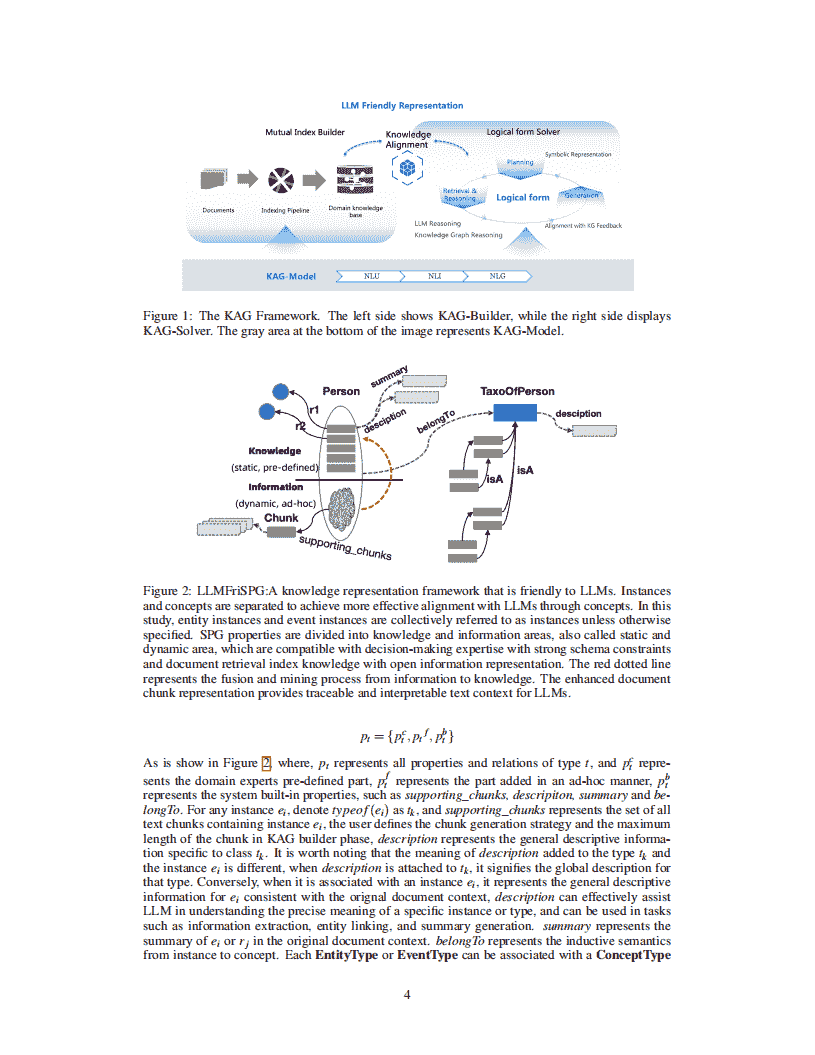 LLM Friendly Representation
Mutual Index Builder
Knowledge
Alignment
Logical form Solver
Planning
Symbolic Representation
Retrieval &
Reasoning
Logical form
Generation
Documents
Indexing Pipeline
Domain knowledge
base
LLM Reasoning
Knowledge Graph Reasoning
Alignment with KG Feedback
KAG-Model
NLU
NLI
NLG
Figure 1: The KAG Framework. The left side shows KAG-Builder, while the right side displays
KAG-Solver. The gray area at the bottom of the image represents KAG-Model.
summary
Person
TaxoOfPerson
r1
r2
desciption
belongTo
desciption
Knowledge
(static, pre-defined)
Information
(dynamic, ad-hoc)
isA
isA
Chunk
supporting_chunks
Figure 2: LLMFriSPG:A knowledge representation framework that is friendly to LLMs. Instances
and concepts are separated to achieve more effective alignment with LLMs through concepts. In this
study, entity instances and event instances are collectively referred to as instances unless otherwise
specified. SPG properties are divided into knowledge and information areas, also called static and
dynamic area, which are compatible with decision-making expertise with strong schema constraints
and document retrieval index knowledge with open information representation. The red dotted line
represents the fusion and mining process from information to knowledge. The enhanced document
chunk representation provides traceable and interpretable text context for LLMs.
p_t = {p_t^c, p_t^f, p_t^b}
As is show in Figure 2, where, p_t represents all properties and relations of type t, and p_t^c repre-
sents the domain experts pre-defined part, p_t^f represents the part added in an ad-hoc manner, p_t^b
represents the system built-in properties, such as supporting_chunks, descripiton, summary and be-
longTo. For any instance e_i, denote typeof(e_i) as t_k, and supporting_chunks represents the set of all
text chunks containing instance e_i, the user defines the chunk generation strategy and the maximum
length of the chunk in KAG builder phase, description represents the general descriptive informa-
tion specific to class t_k. It is worth noting that the meaning of description added to the type t_k and
the instance e_i is different, when description is attached to t_k, it signifies the global description for
that type. Conversely, when it is associated with an instance e_i, it represents the general descriptive
information for e_i consistent with the orignal document context, description can effectively assist
LLM in understanding the precise meaning of a specific instance or type, and can be used in tasks
such as information extraction, entity linking, and summary generation. summary represents the
summary of e_i or r_j in the original document context. belongTo represents the inductive semantics
from instance to concept. Each EntityType or EventType can be associated with a ConceptType
4